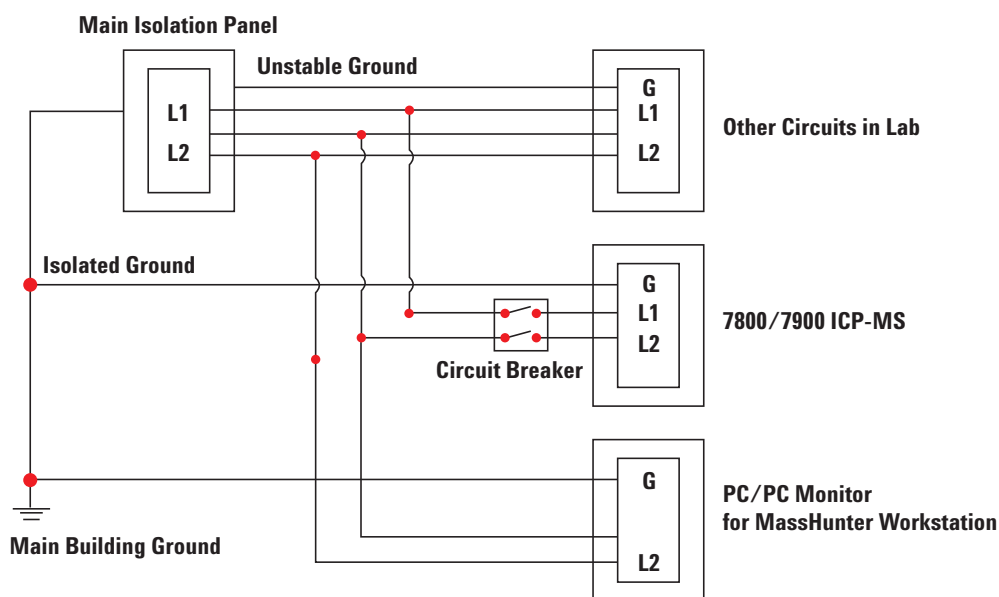 Main Isolation Panel
Unstable Ground
L1
L2
G
L1
L2
Other Circuits in Lab
Isolated Ground
G
L1
L2
7800/7900 ICP-MS
Circuit Breaker
G
L2
PC/PC Monitor
for MassHunter Workstation
Main Building Ground